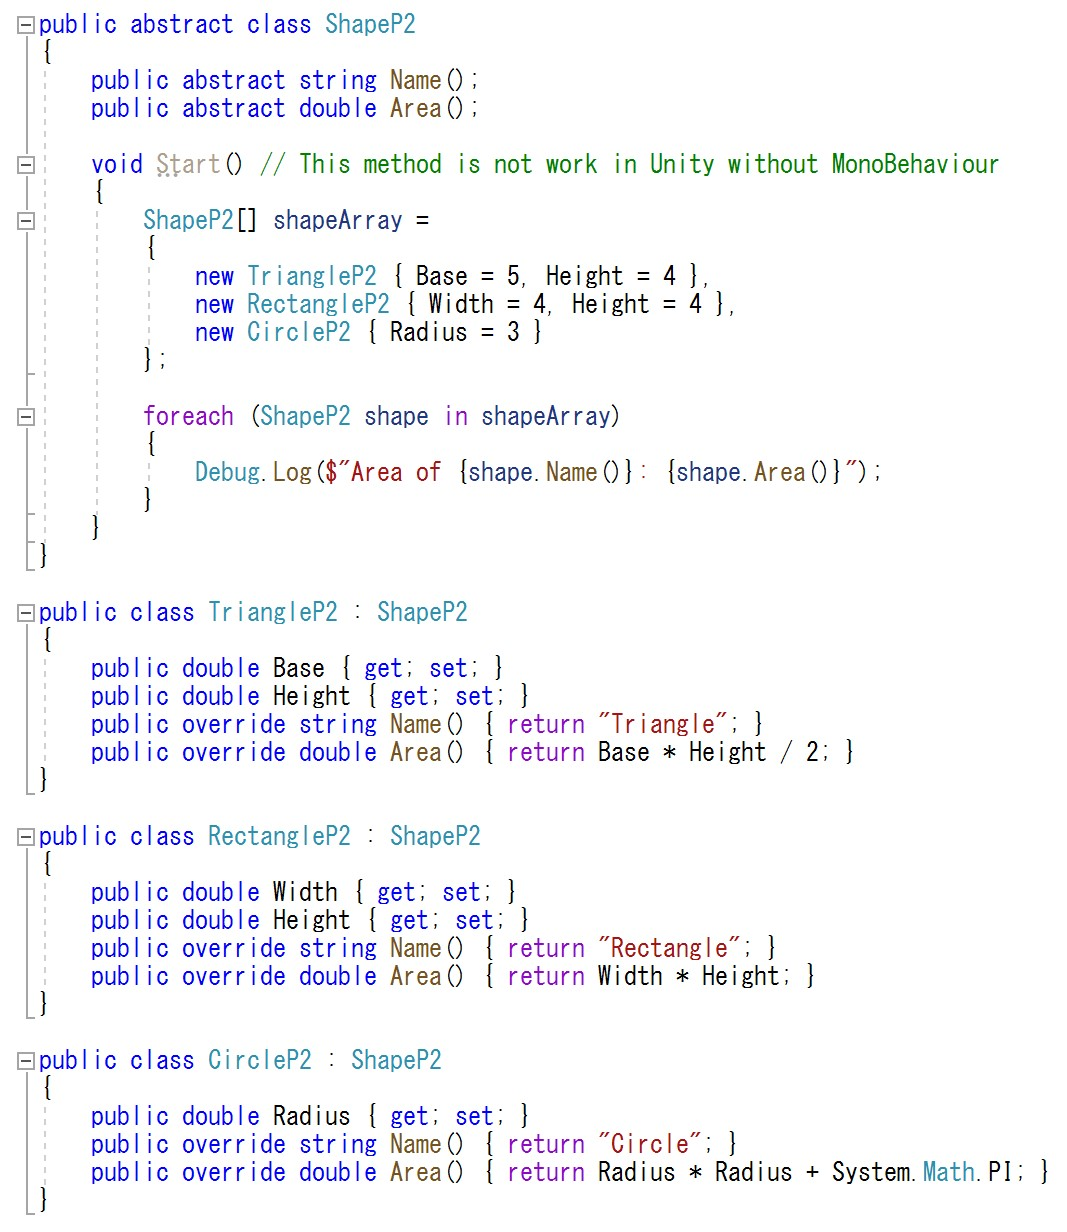 public abstract class ShapeP2
{
    public abstract string Name();
    public abstract double Area();

    void Start() // This method is not work in Unity without MonoBehaviour
    {
        ShapeP2[] shapeArray =
        {
            new TriangleP2 { Base = 5, Height = 4 },
            new RectangleP2 { Width = 4, Height = 4 },
            new CircleP2 { Radius = 3 }
        };

        foreach (ShapeP2 shape in shapeArray)
        {
            Debug.Log($"Area of {shape.Name()}: {shape.Area()}");
        }
    }
}

public class TriangleP2 : ShapeP2
{
    public double Base { get; set; }
    public double Height { get; set; }
    public override string Name() { return "Triangle"; }
    public override double Area() { return Base * Height / 2; }
}

public class RectangleP2 : ShapeP2
{
    public double Width { get; set; }
    public double Height { get; set; }
    public override string Name() { return "Rectangle"; }
    public override double Area() { return Width * Height; }
}

public class CircleP2 : ShapeP2
{
    public double Radius { get; set; }
    public override string Name() { return "Circle"; }
    public override double Area() { return Radius * Radius + System.Math.PI; }
}